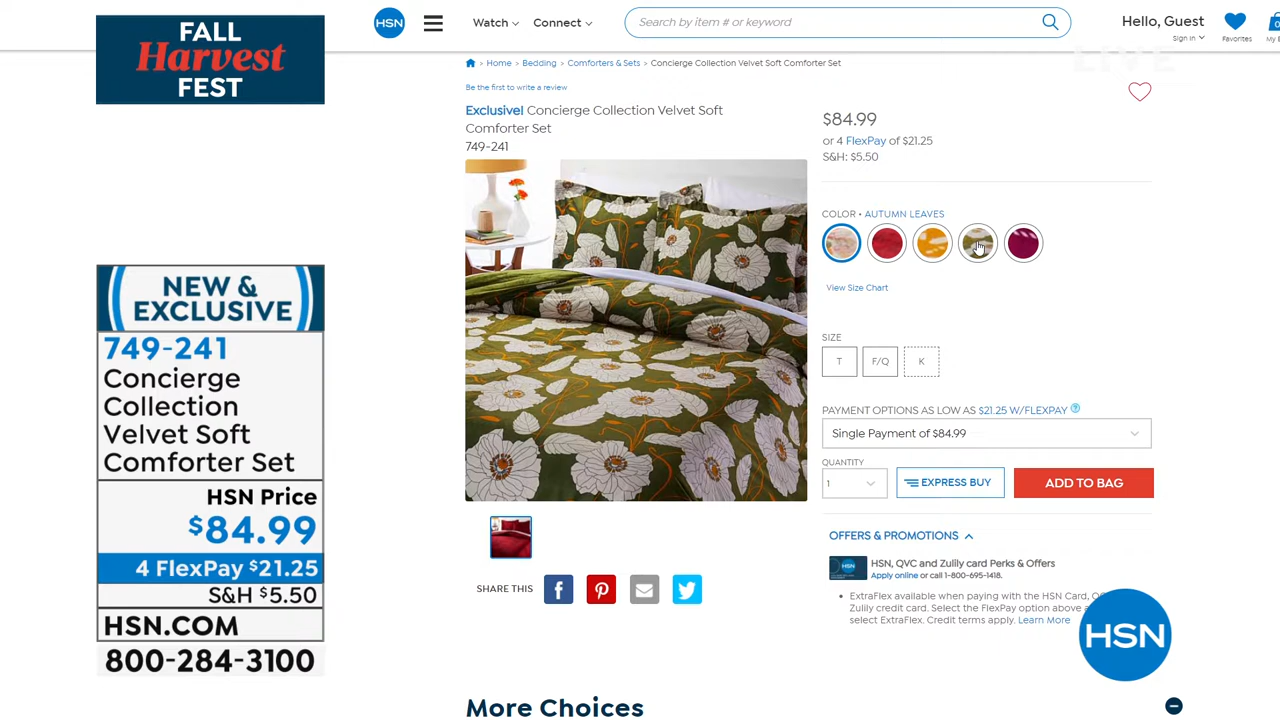 FALL
Harvest
FEST
HSN
Watch
Connect
Search by item # or keyword
Hello, Guest
Sign In
Favorites
My
0
LIVE
> Home > Bedding > Comforters & Sets > Concierge Collection Velvet Soft Comforter Set
Be the first to write a review
Exclusive! Concierge Collection Velvet Soft
Comforter Set
749-241
$84.99
or 4 FlexPay of $21.25
S&H: $5.50
COLOR • AUTUMN LEAVES
View Size Chart
SIZE
T
F/Q
K
PAYMENT OPTIONS AS LOW AS $21.25 W/FLEXPAY ?
Single Payment of $84.99
QUANTITY
1
EXPRESS BUY
ADD TO BAG
OFFERS & PROMOTIONS
HSN, QVC and Zulily card Perks & Offers
Apply online or call 1-800-695-1418.
• ExtraFlex available when paying with the HSN Card,
Zulily credit card. Select the FlexPay option above
select ExtraFlex. Credit terms apply. Learn More
HSN
SHARE THIS
More Choices
NEW &
EXCLUSIVE
749-241
Concierge
Collection
Velvet Soft
Comforter Set
HSN Price
$84.99
4 FlexPay $21.25
S&H $5.50
HSN.COM
800-284-3100